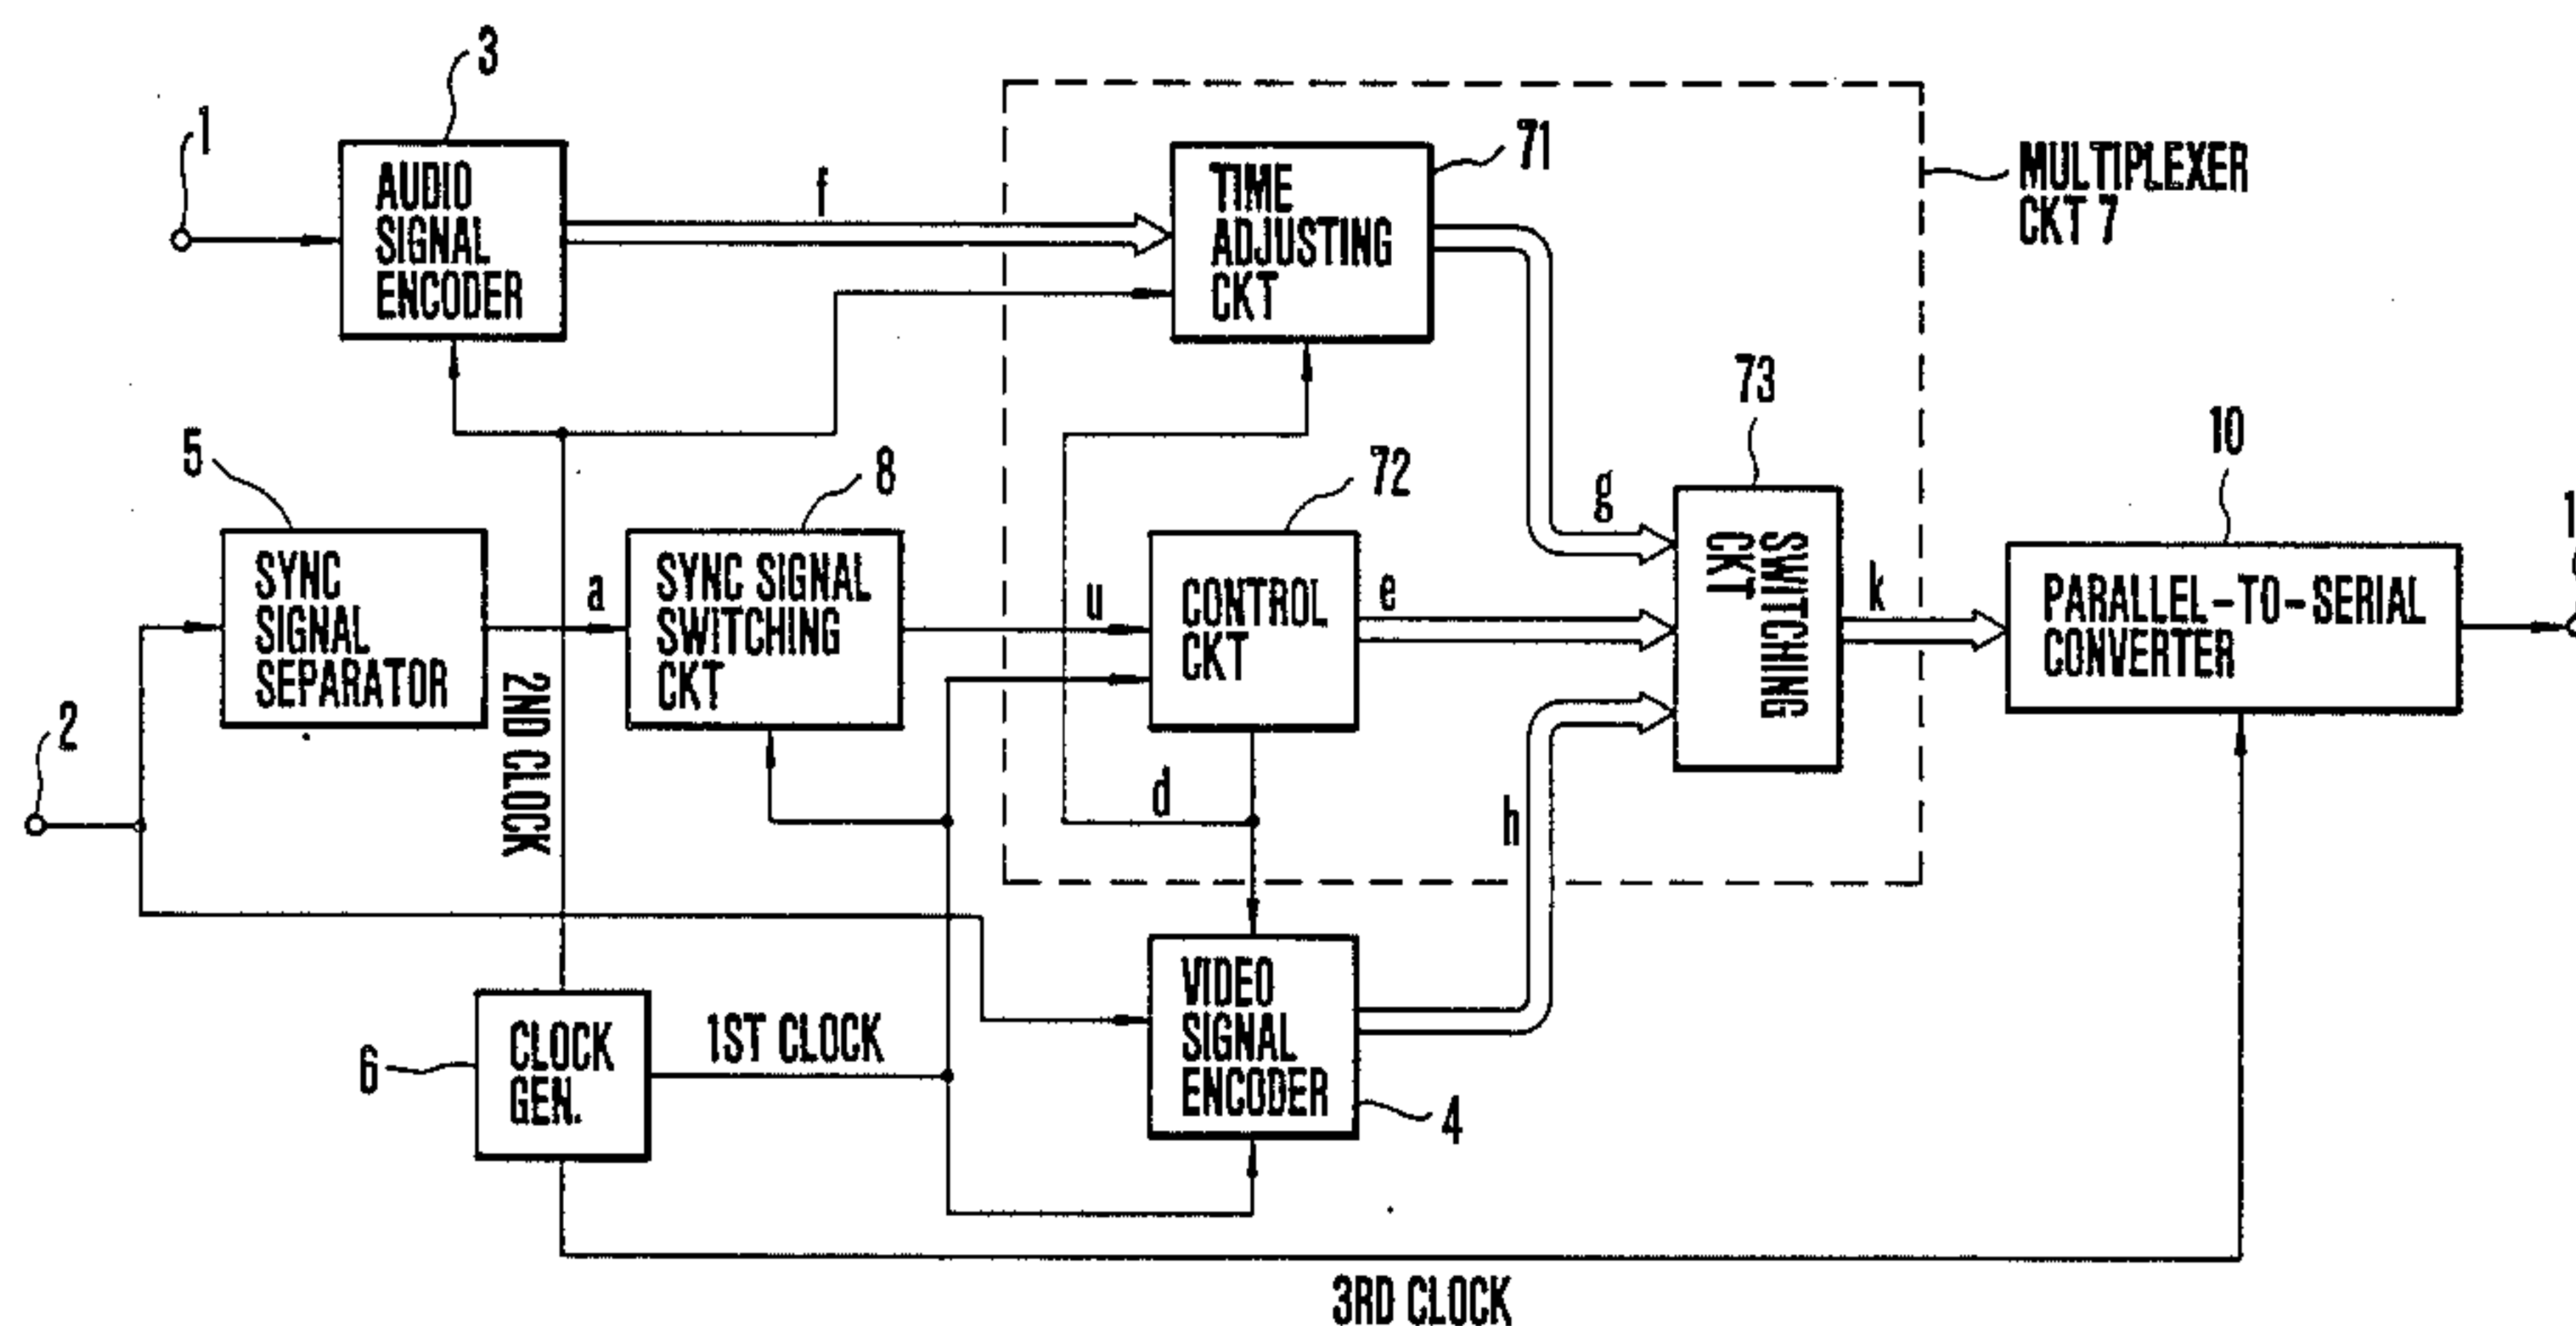 3
1
AUDIO
SIGNAL
ENCODER
f
TIME
ADJUSTING
CKT
71
MULTIPLEXER
CKT 7
5
SYNC
SIGNAL
SEPARATOR
a
8
SYNC SIGNAL
SWITCHING
CKT
u
72
CONTROL
CKT
e
g
73
SWITCHING
CKT
k
10
PARALLEL-TO-SERIAL
CONVERTER
2
2ND CLOCK
d
h
6
CLOCK
GEN.
1ST CLOCK
VIDEO
SIGNAL
ENCODER
4
3RD CLOCK